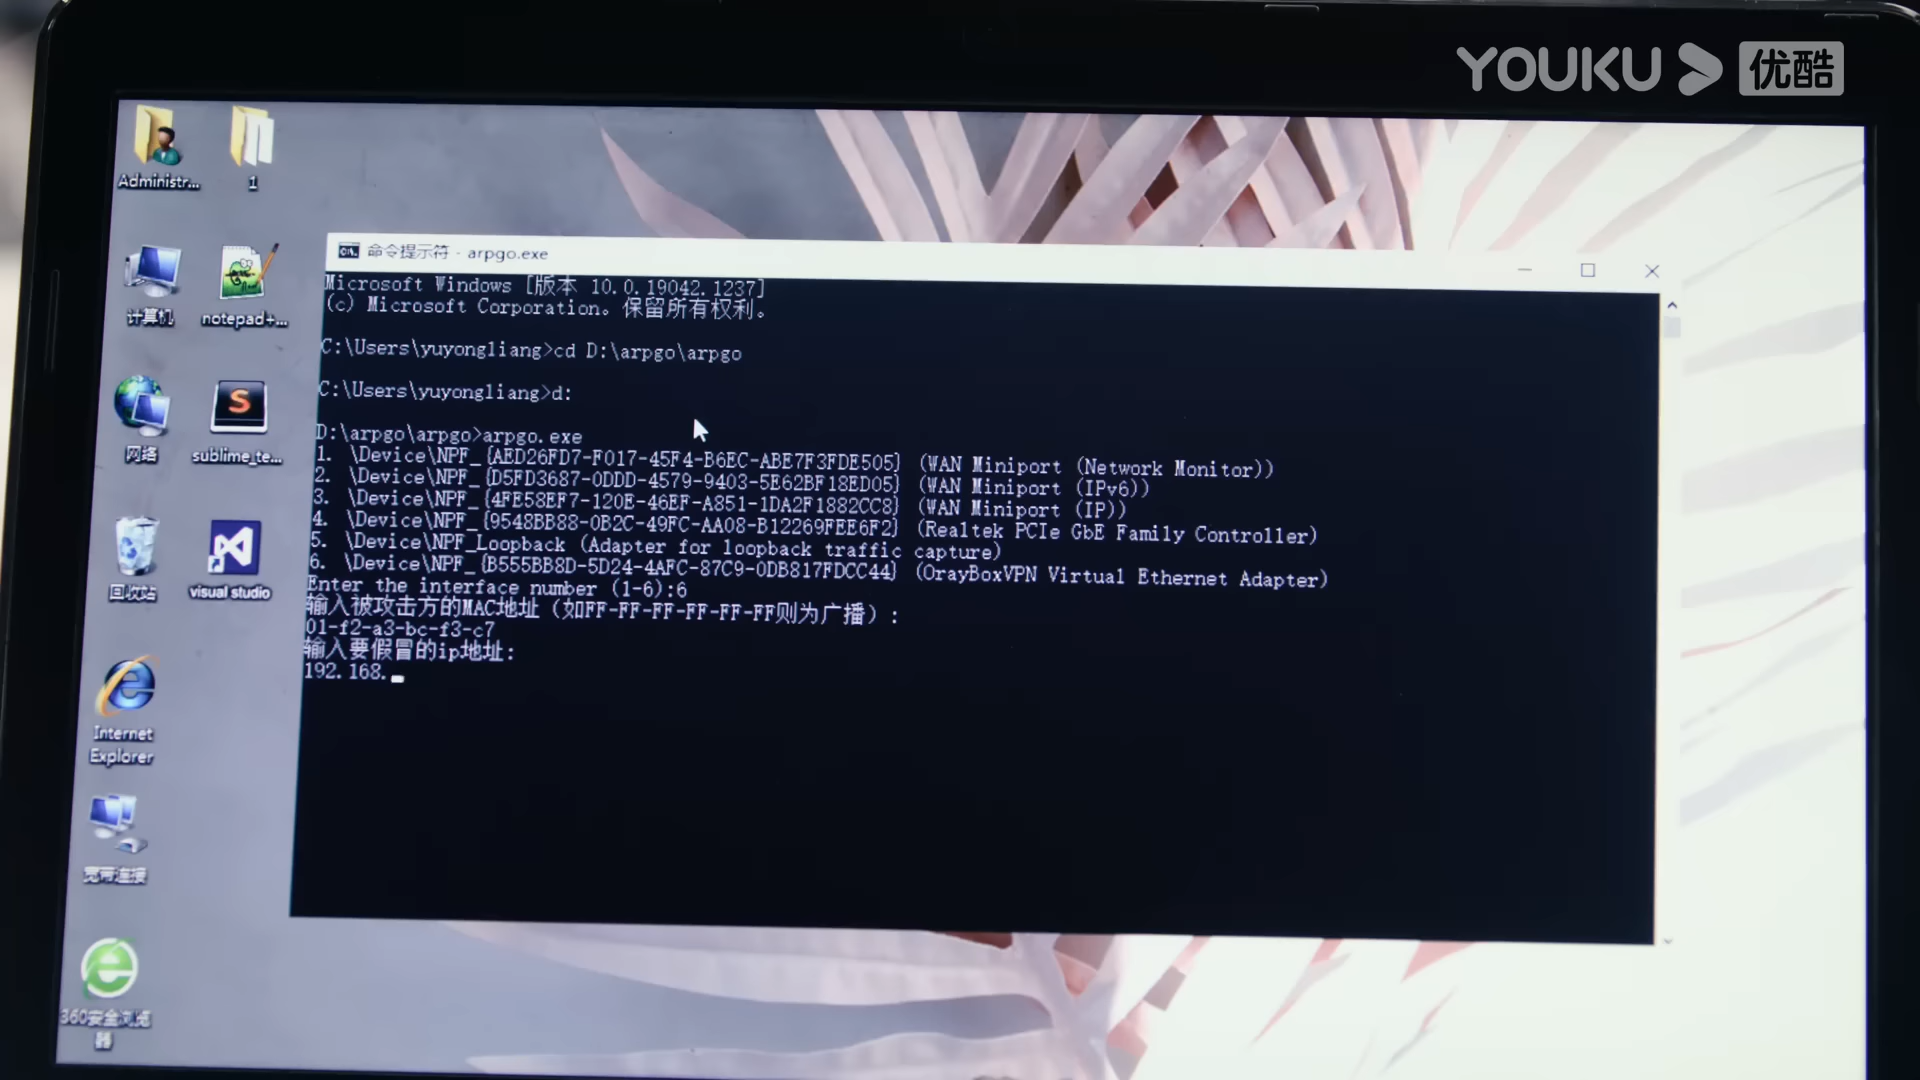 YOUKU 优酷
Administr...
1
计算机
notepad+...
网络
sublime_te...
回收站
visual studio
Internet
Explorer
宽带连接
360安全浏览
器
命令提示符 - arpgo.exe
Microsoft Windows [版本 10.0.19042.1237]
(c) Microsoft Corporation。保留所有权利。
C:\Users\yuyongliang>cd D:\arpgo\arpgo
C:\Users\yuyongliang>d:
D:\arpgo\arpgo>arpgo.exe
1. \Device\NPF_{AED26FD7-F017-45F4-B6EC-ABE7F3FDE505} (WAN Miniport (Network Monitor))
2. \Device\NPF_{D5FD3687-0DDD-4579-9403-5E62BF18ED05} (WAN Miniport (IPv6))
3. \Device\NPF_{4FE58EF7-120E-46EF-A851-1DA2F1882CC8} (WAN Miniport (IP))
4. \Device\NPF_{9548BB88-0B2C-49FC-AA08-B12269FEE6F2} (Realtek PCIe GbE Family Controller)
5. \Device\NPF_Loopback (Adapter for loopback traffic capture)
6. \Device\NPF_{B555BB8D-5D24-4AFC-87C9-0DB817FDCC44} (OrayBoxVPN Virtual Ethernet Adapter)
Enter the interface number (1-6):6
输入被攻击方的MAC地址（如FF-FF-FF-FF-FF-FF则为广播）:
01-f2-a3-bc-f3-c7
输入要假冒的ip地址:
192.168.